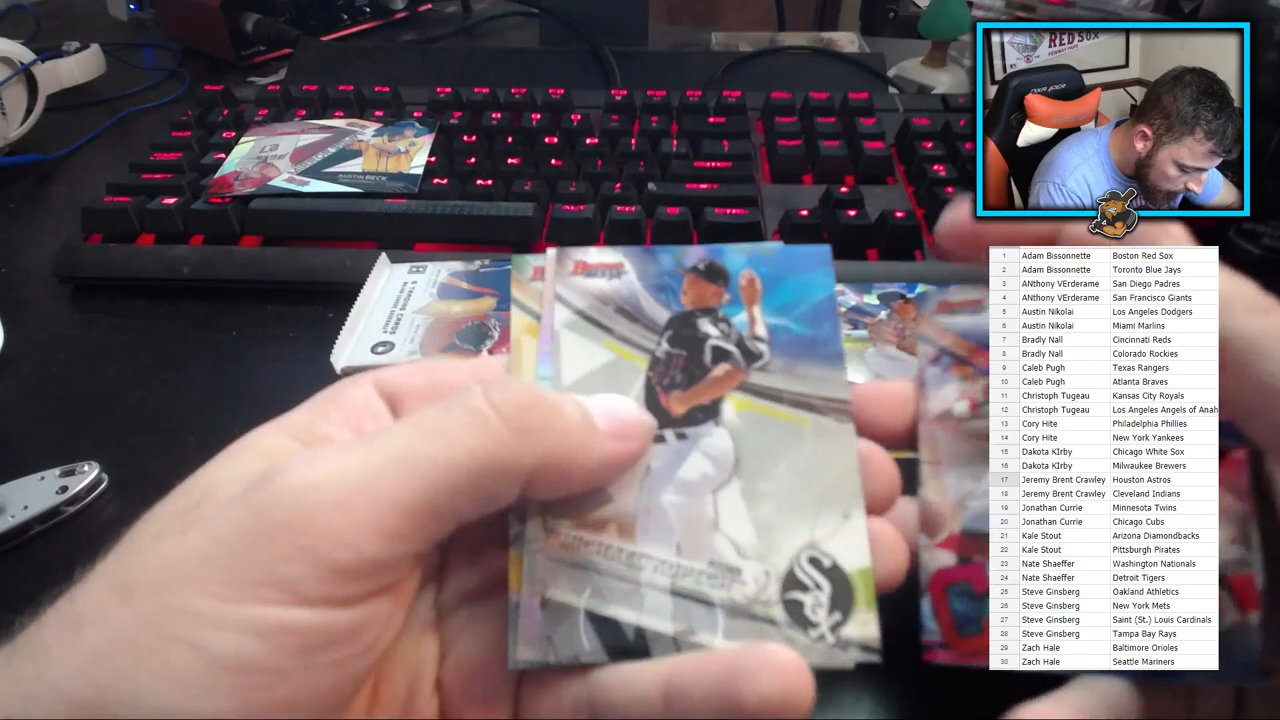 RED SOX
FENWAY PARK
AUSTIN BECK
6 TRADING CARDS
Sox
1 Adam Bissonnette Boston Red Sox
2 Adam Bissonnette Toronto Blue Jays
3 ANthony VErderame San Diego Padres
4 ANthony VErderame San Francisco Giants
5 Austin Nikolai Los Angeles Dodgers
6 Austin Nikolai Miami Marlins
7 Bradly Nall Cincinnati Reds
8 Bradly Nall Colorado Rockies
9 Caleb Pugh Texas Rangers
10 Caleb Pugh Atlanta Braves
11 Christoph Tugeau Kansas City Royals
12 Christoph Tugeau Los Angeles Angels of Anah
13 Cory Hite Philadelphia Phillies
14 Cory Hite New York Yankees
15 Dakota KIrby Chicago White Sox
16 Dakota KIrby Milwaukee Brewers
17 Jeremy Brent Crawley Houston Astros
18 Jeremy Brent Crawley Cleveland Indians
19 Jonathan Currie Minnesota Twins
20 Jonathan Currie Chicago Cubs
21 Kale Stout Arizona Diamondbacks
22 Kale Stout Pittsburgh Pirates
23 Nate Shaeffer Washington Nationals
24 Nate Shaeffer Detroit Tigers
25 Steve Ginsberg Oakland Athletics
26 Steve Ginsberg New York Mets
27 Steve Ginsberg Saint (St.) Louis Cardinals
28 Steve Ginsberg Tampa Bay Rays
29 Zach Hale Baltimore Orioles
30 Zach Hale Seattle Mariners